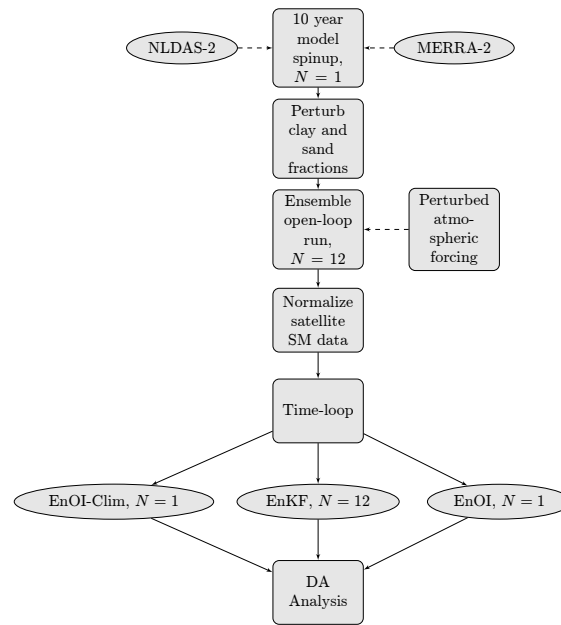 10 year
model
spinup,
N = 1
NLDAS-2
MERRA-2
Perturb
clay and
sand
fractions
Ensemble
open-loop
run,
N = 12
Perturbed
atmo-
spheric
forcing
Normalize
satellite
SM data
Time-loop
EnOI-Clim, N = 1
EnKF, N = 12
EnOI, N = 1
DA
Analysis